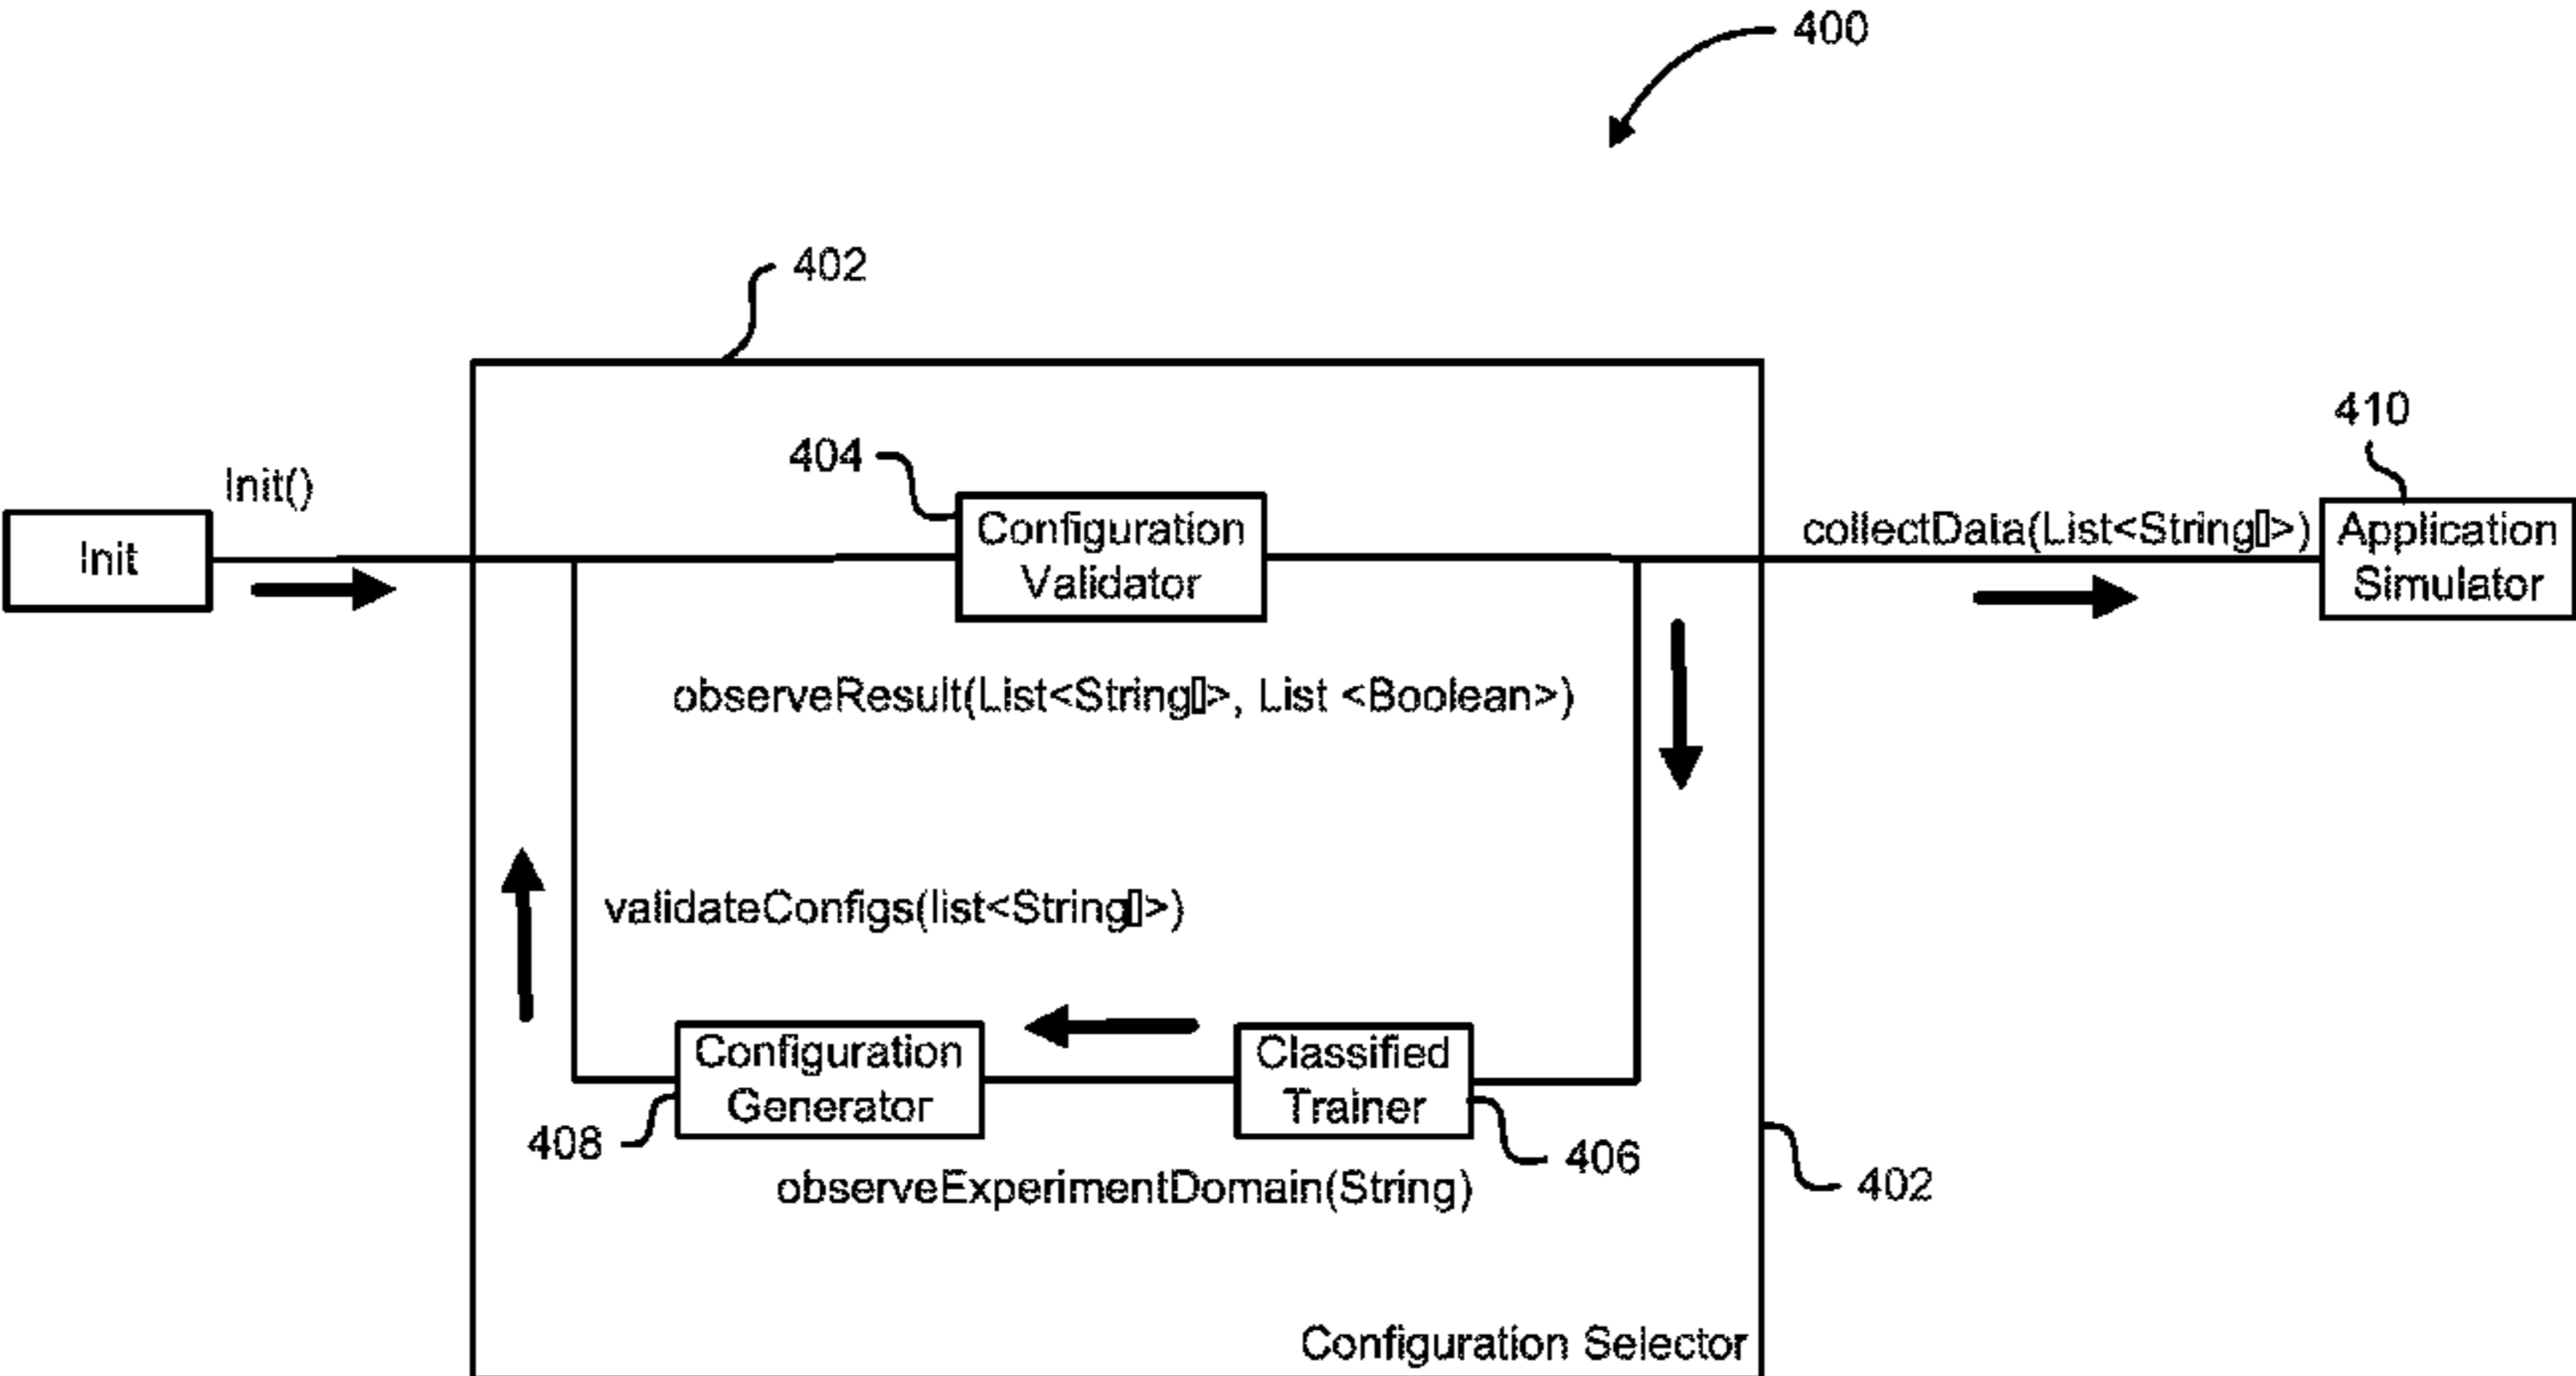 400
402
404
410
Init()
Init
Configuration
Validator
collectData(List<String[]>)
Application
Simulator
observeResult(List<String[]>, List <Boolean>)
validateConfigs(list<String[]>)
Configuration
Generator
Classified
Trainer
408
406
observeExperimentDomain(String)
402
Configuration Selector